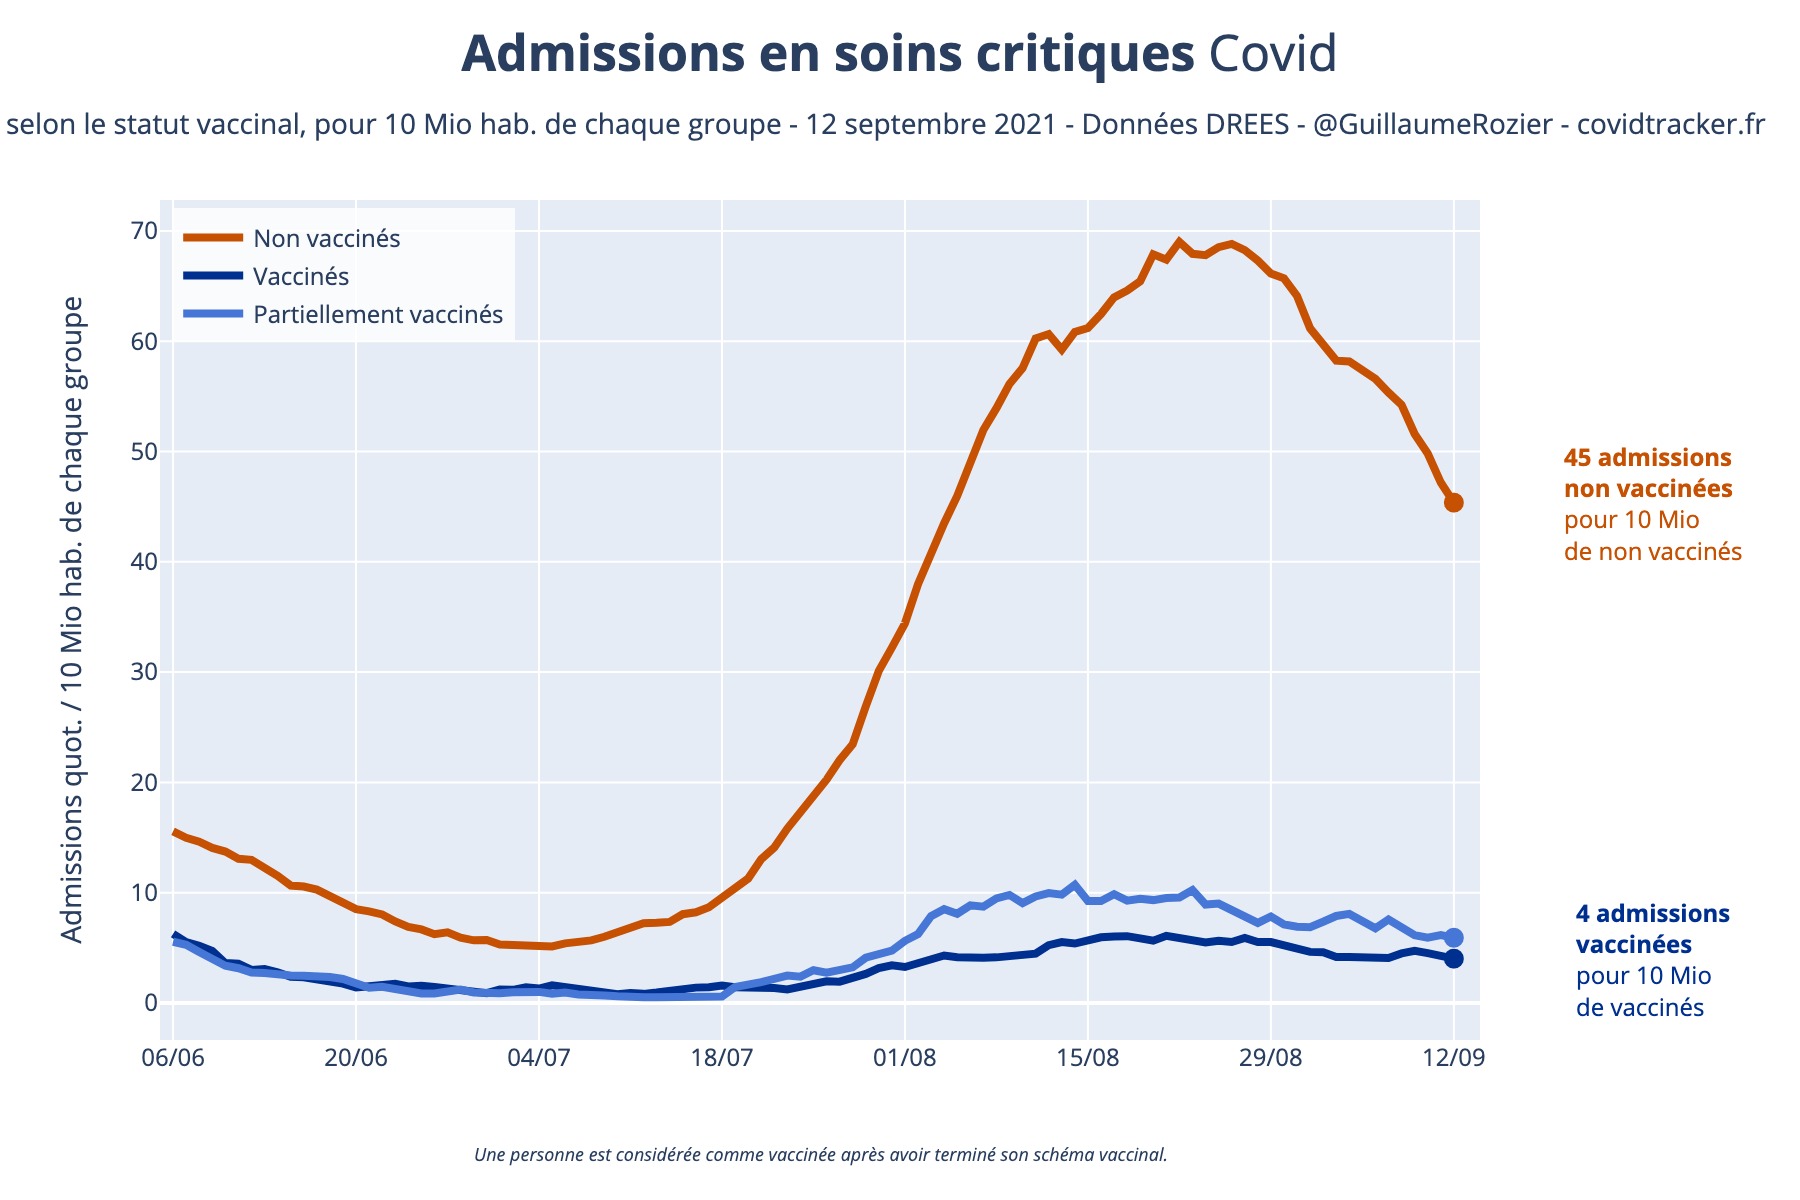 Admissions en soins critiques Covid
selon le statut vaccinal, pour 10 Mio hab. de chaque groupe - 12 septembre 2021 - Données DREES - @GuillaumeRozier - covidtracker.fr
Non vaccinés
Vaccinés
Partiellement vaccinés
Admissions quot. / 10 Mio hab. de chaque groupe
70
60
50
40
30
20
10
0
06/06
20/06
04/07
18/07
01/08
15/08
29/08
12/09
45 admissions
non vaccinées
pour 10 Mio
de non vaccinés
4 admissions
vaccinées
pour 10 Mio
de vaccinés
Une personne est considérée comme vaccinée après avoir terminé son schéma vaccinal.